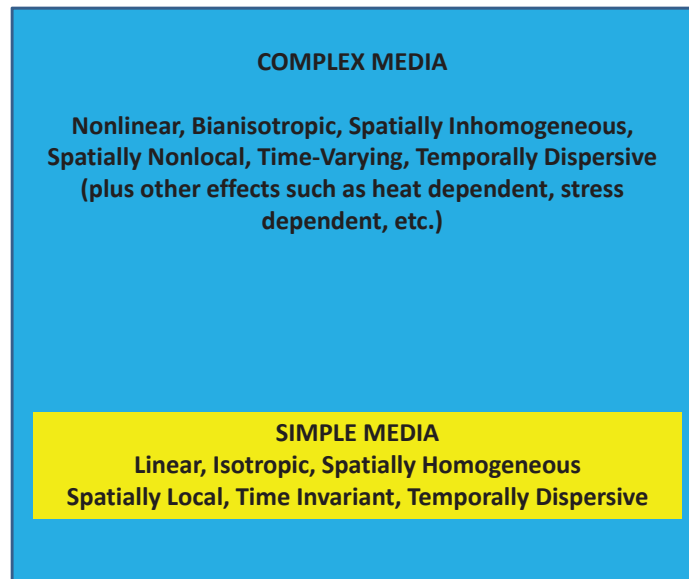 COMPLEX MEDIA
Nonlinear, Bianisotropic, Spatially Inhomogeneous,
Spatially Nonlocal, Time-Varying, Temporally Dispersive
(plus other effects such as heat dependent, stress
dependent, etc.)
SIMPLE MEDIA
Linear, Isotropic, Spatially Homogeneous
Spatially Local, Time Invariant, Temporally Dispersive